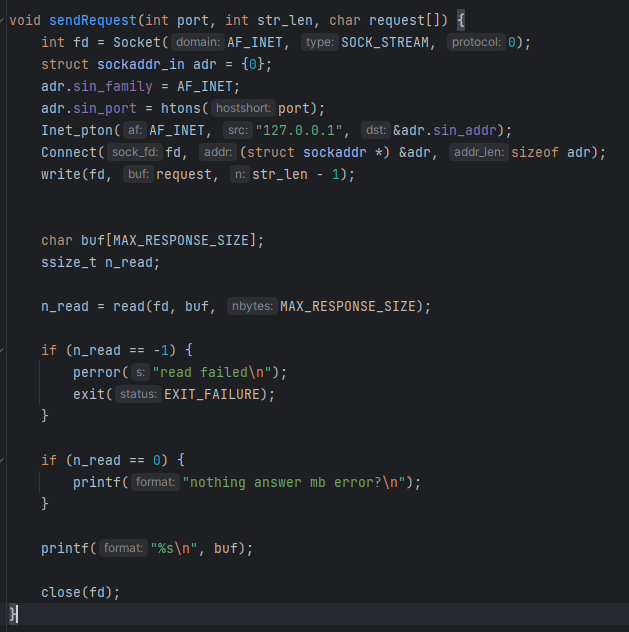 void sendRequest(int port, int str_len, char request[]) {
int fd = Socket( domain: AF_INET, type: SOCK_STREAM, protocol: 0);
struct sockaddr_in adr = {0};
adr.sin_family = AF_INET;
adr.sin_port = htons( hostshort: port);
Inet_pton( af: AF_INET, src: "127.0.0.1", dst: &adr.sin_addr);
Connect( sock_fd: fd, addr: (struct sockaddr *) &adr, addr_len: sizeof adr);
write(fd, buf: request, n: str_len - 1);
char buf[MAX_RESPONSE_SIZE];
ssize_t n_read;
n_read = read(fd, buf, nbytes: MAX_RESPONSE_SIZE);
if (n_read == -1) {
perror( s: "read failed\n");
exit( status: EXIT_FAILURE);
}
if (n_read == 0) {
printf( format: "nothing answer mb error?\n");
}
printf( format: "%s\n", buf);
close(fd);
}